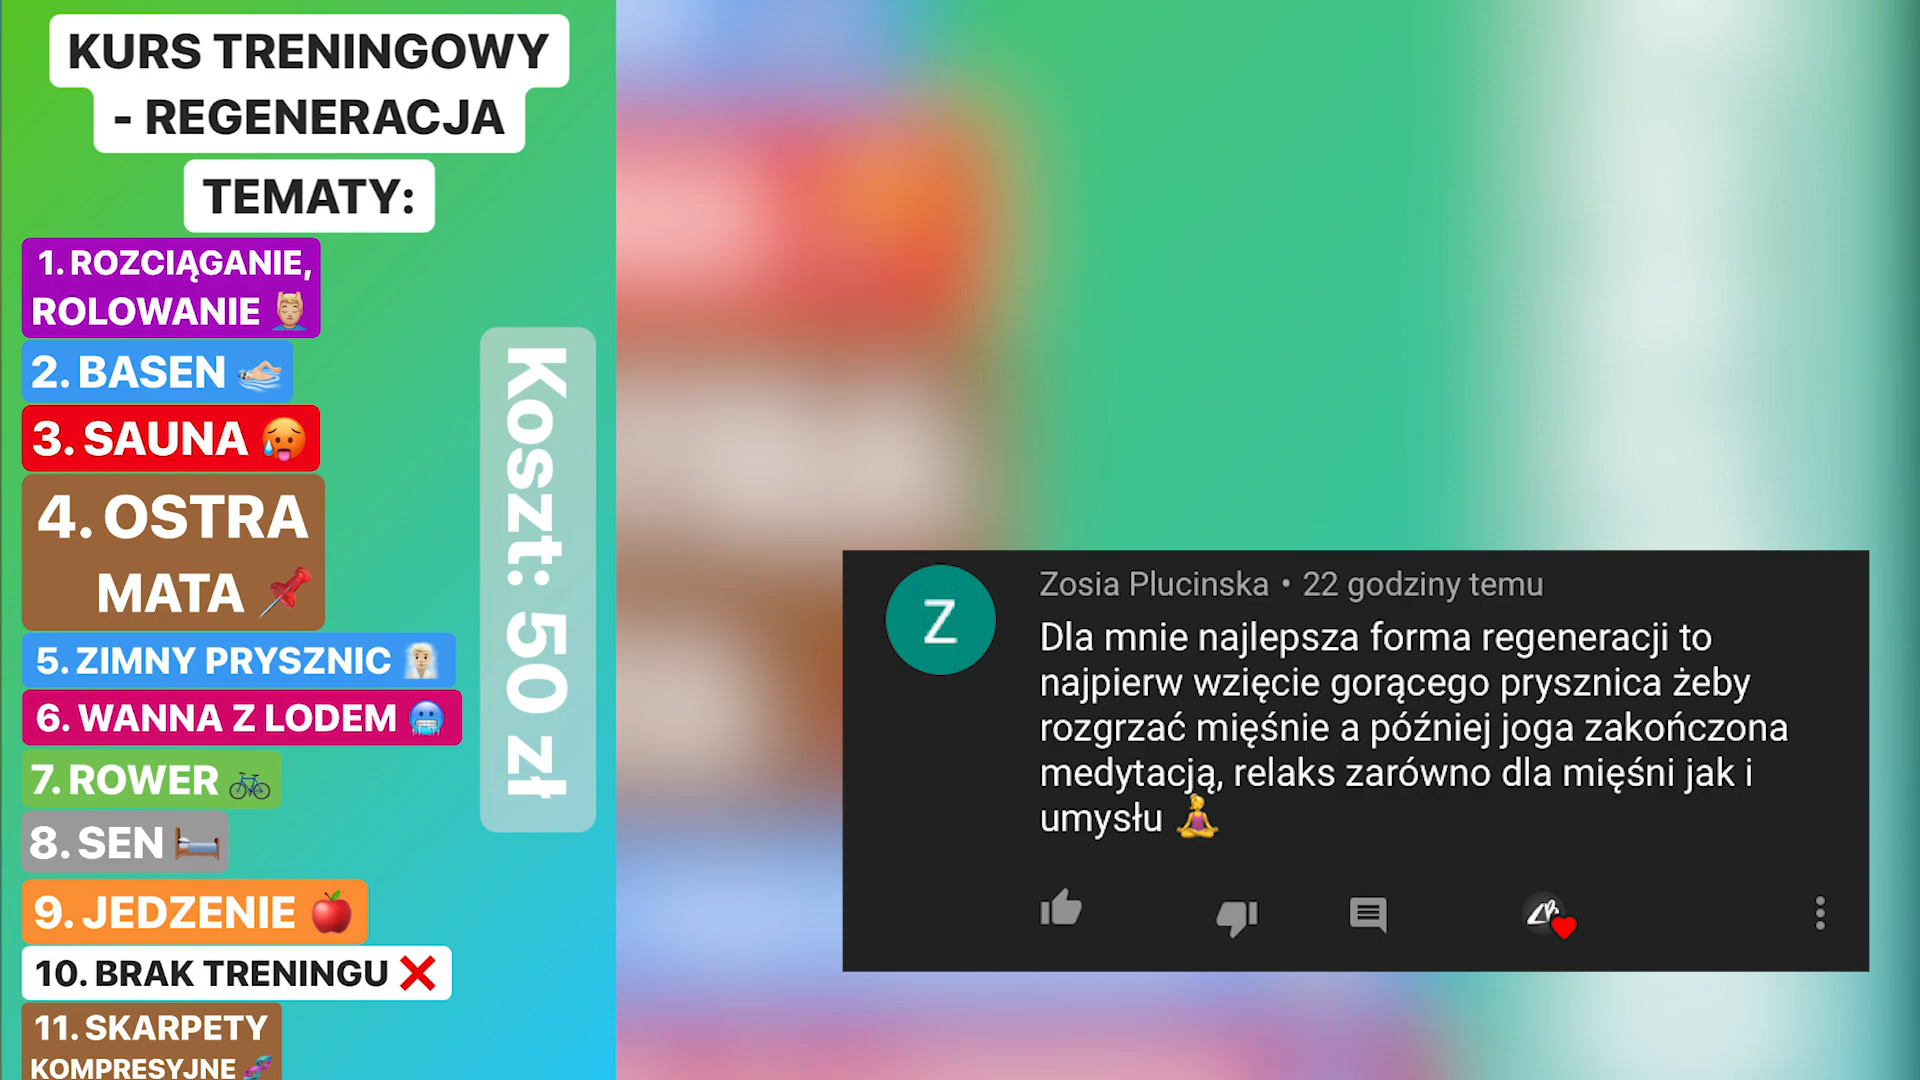 KURS TRENINGOWY
- REGENERACJA
TEMATY:
1. ROZCIĄGANIE,
ROLOWANIE
2. BASEN
3. SAUNA
4. OSTRA
MATA
5. ZIMNY PRYSZNIC
6. WANNA Z LODEM
7. ROWER
8. SEN
9. JEDZENIE
10. BRAK TRENINGU
11. SKARPETY
KOMPRESYJNE
Koszt: 50 zł
Z
Zosia Plucinska • 22 godziny temu
Dla mnie najlepsza forma regeneracji to
najpierw wzięcie gorącego prysznica żeby
rozgrzać mięśnie a później joga zakończona
medytacją, relaks zarówno dla mięśni jak i
umysłu